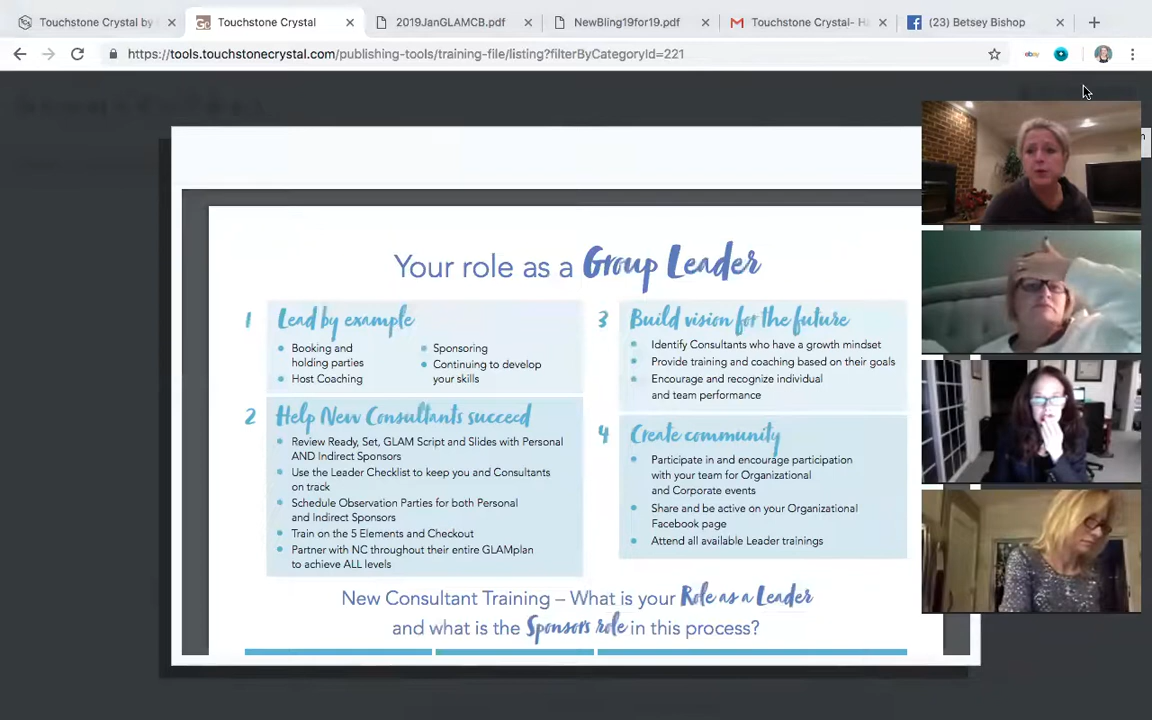 Touchstone Crystal by
Touchstone Crystal
2019JanGLAMCB.pdf
NewBling19for19.pdf
Touchstone Crystal- Ha
(23) Betsey Bishop
https://tools.touchstonecrystal.com/publishing-tools/training-file/listing?filterByCategoryId=221
ebay
Your role as a Group Leader
1 Lead by example
Booking and
holding parties
Host Coaching
Sponsoring
Continuing to develop
your skills
2 Help New Consultants succeed
Review Ready, Set, GLAM Script and Slides with Personal
AND Indirect Sponsors
Use the Leader Checklist to keep you and Consultants
on track
Schedule Observation Parties for both Personal
and Indirect Sponsors
Train on the 5 Elements and Checkout
Partner with NC throughout their entire GLAMplan
to achieve ALL levels
3 Build vision for the future
Identify Consultants who have a growth mindset
Provide training and coaching based on their goals
Encourage and recognize individual
and team performance
4 Create community
Participate in and encourage participation
with your team for Organizational
and Corporate events
Share and be active on your Organizational
Facebook page
Attend all available Leader trainings
New Consultant Training – What is your Role as a Leader
and what is the Sponsors role in this process?